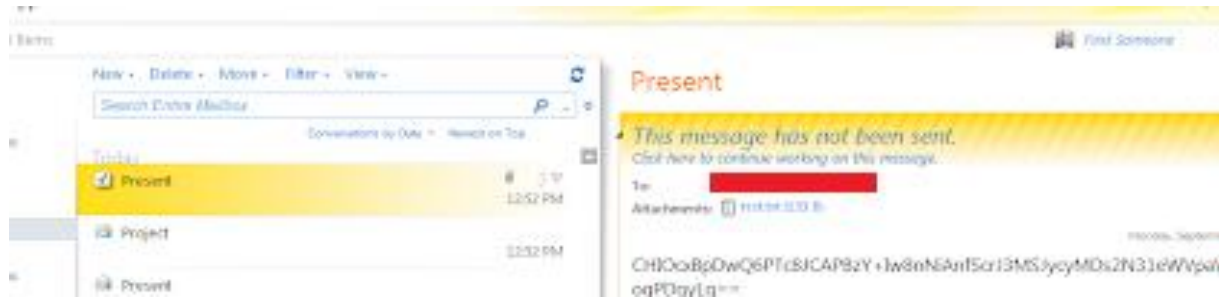 Items
Find Someone
New Delete Move Filter View
Search Entire Mailbox
Conversations by Date Newest on Top
Today
Present
12:52 PM
Project
12:52 PM
Present
Present
This message has not been sent.
Click here to continue working on this message.
To:
Attachments:
Monday,
ogPDgyLg==